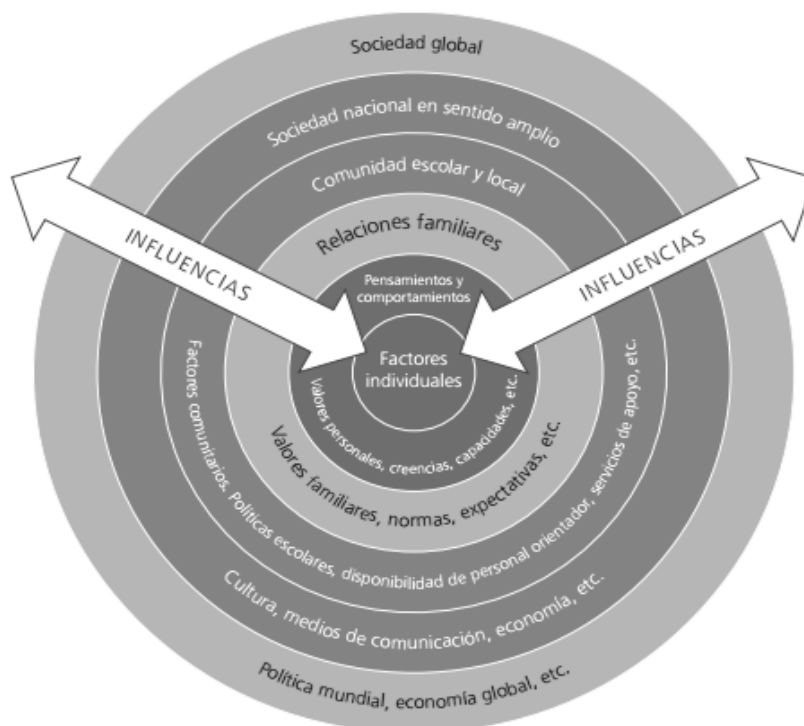 Sociedad global
Sociedad nacional en sentido amplio
Comunidad escolar y local
Relaciones familiares
INFLUENCIAS
INFLUENCIAS
Pensamientos y
comportamientos
Factores
individuales
Valores personales, creencias, capacidades, etc.
Valores familiares, normas, expectativas, etc.
Factores comunitarios, Políticas escolares, disponibilidad de personal orientador, servicios de apoyo, etc.
Cultura, medios de comunicación, economía, etc.
Política mundial, economía global, etc.